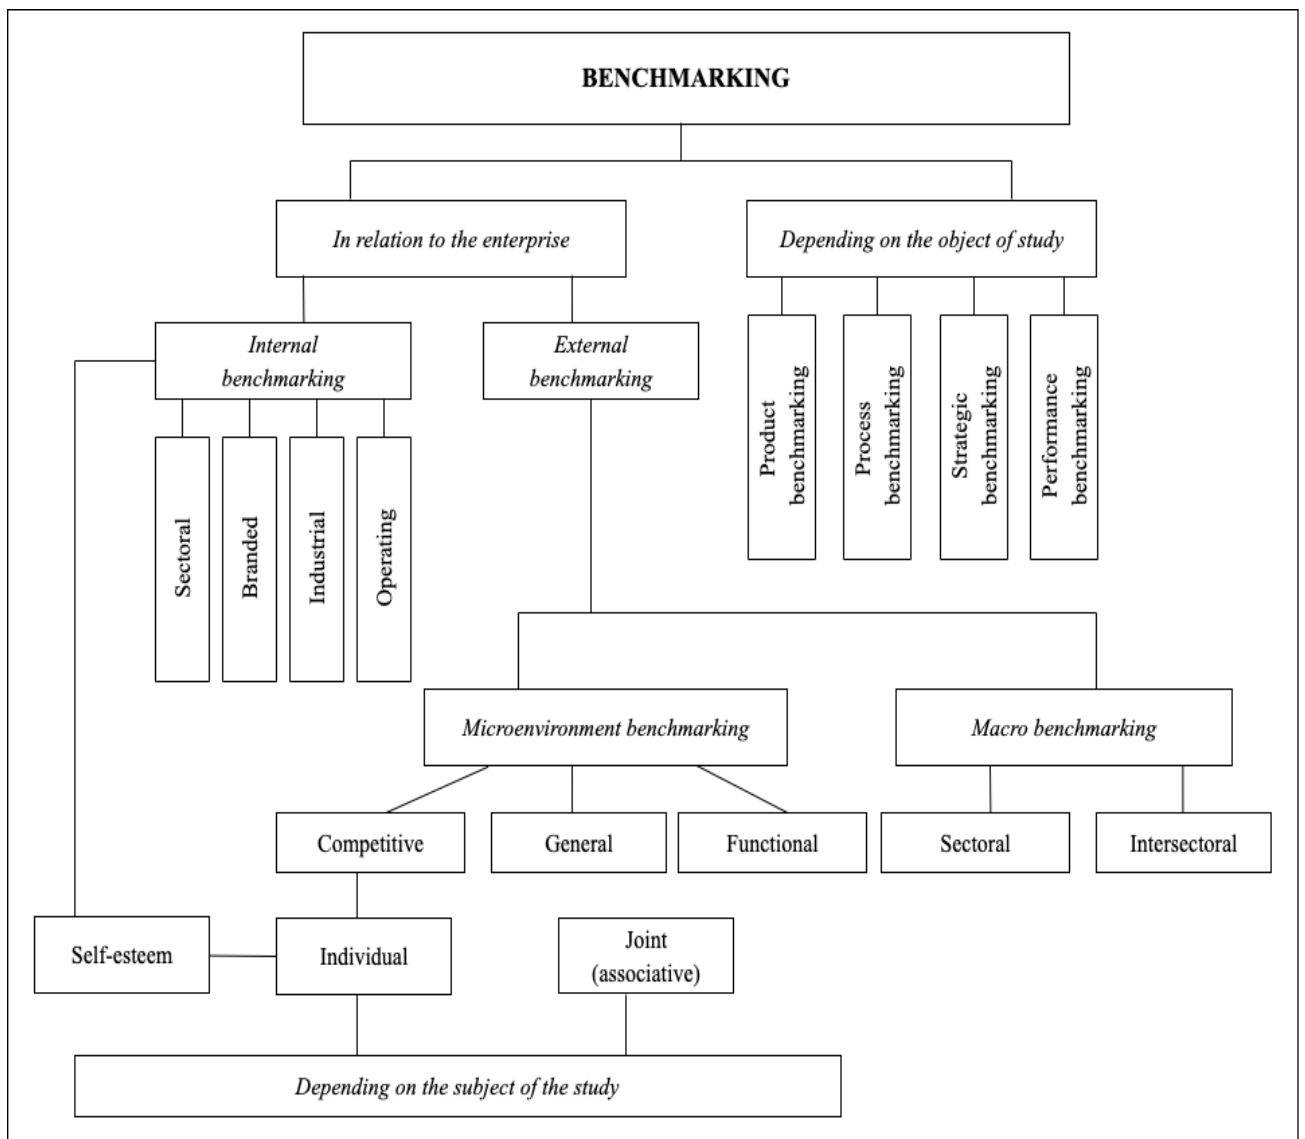 BENCHMARKING
In relation to the enterprise
Depending on the object of study
Internal
benchmarking
External
benchmarking
Product
benchmarking
Process
benchmarking
Strategic
benchmarking
Performance
benchmarking
Sectoral
Branded
Industrial
Operating
Microenvironment benchmarking
Macro benchmarking
Competitive
General
Functional
Sectoral
Intersectoral
Self-esteem
Individual
Joint
(associative)
Depending on the subject of the study